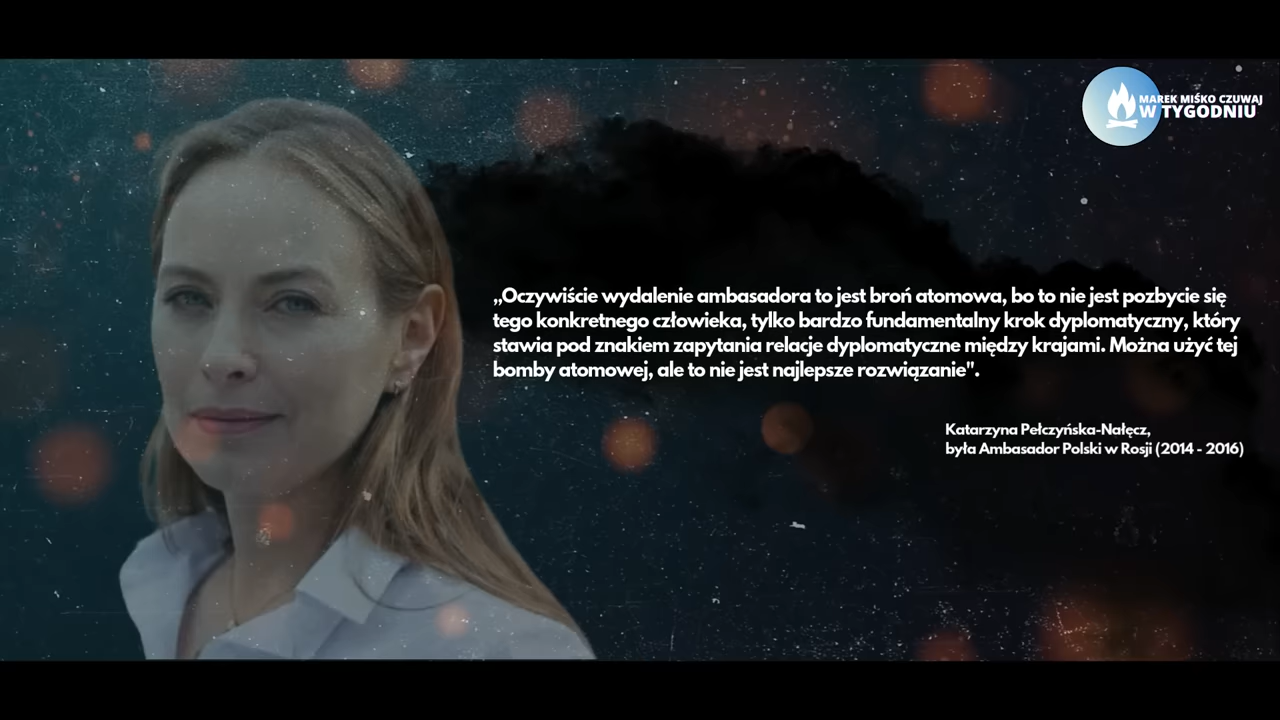 MAREK MIŚKO CZUWAJ
W TYGODNIU
„Oczywiście wydalenie ambasadora to jest broń atomowa, bo to nie jest pozbycie się
tego konkretnego człowieka, tylko bardzo fundamentalny krok dyplomatyczny, który
stawia pod znakiem zapytania relacje dyplomatyczne między krajami. Można użyć tej
bomby atomowej, ale to nie jest najlepsze rozwiązanie".
Katarzyna Pełczyńska-Nałęcz,
była Ambasador Polski w Rosji (2014 - 2016)